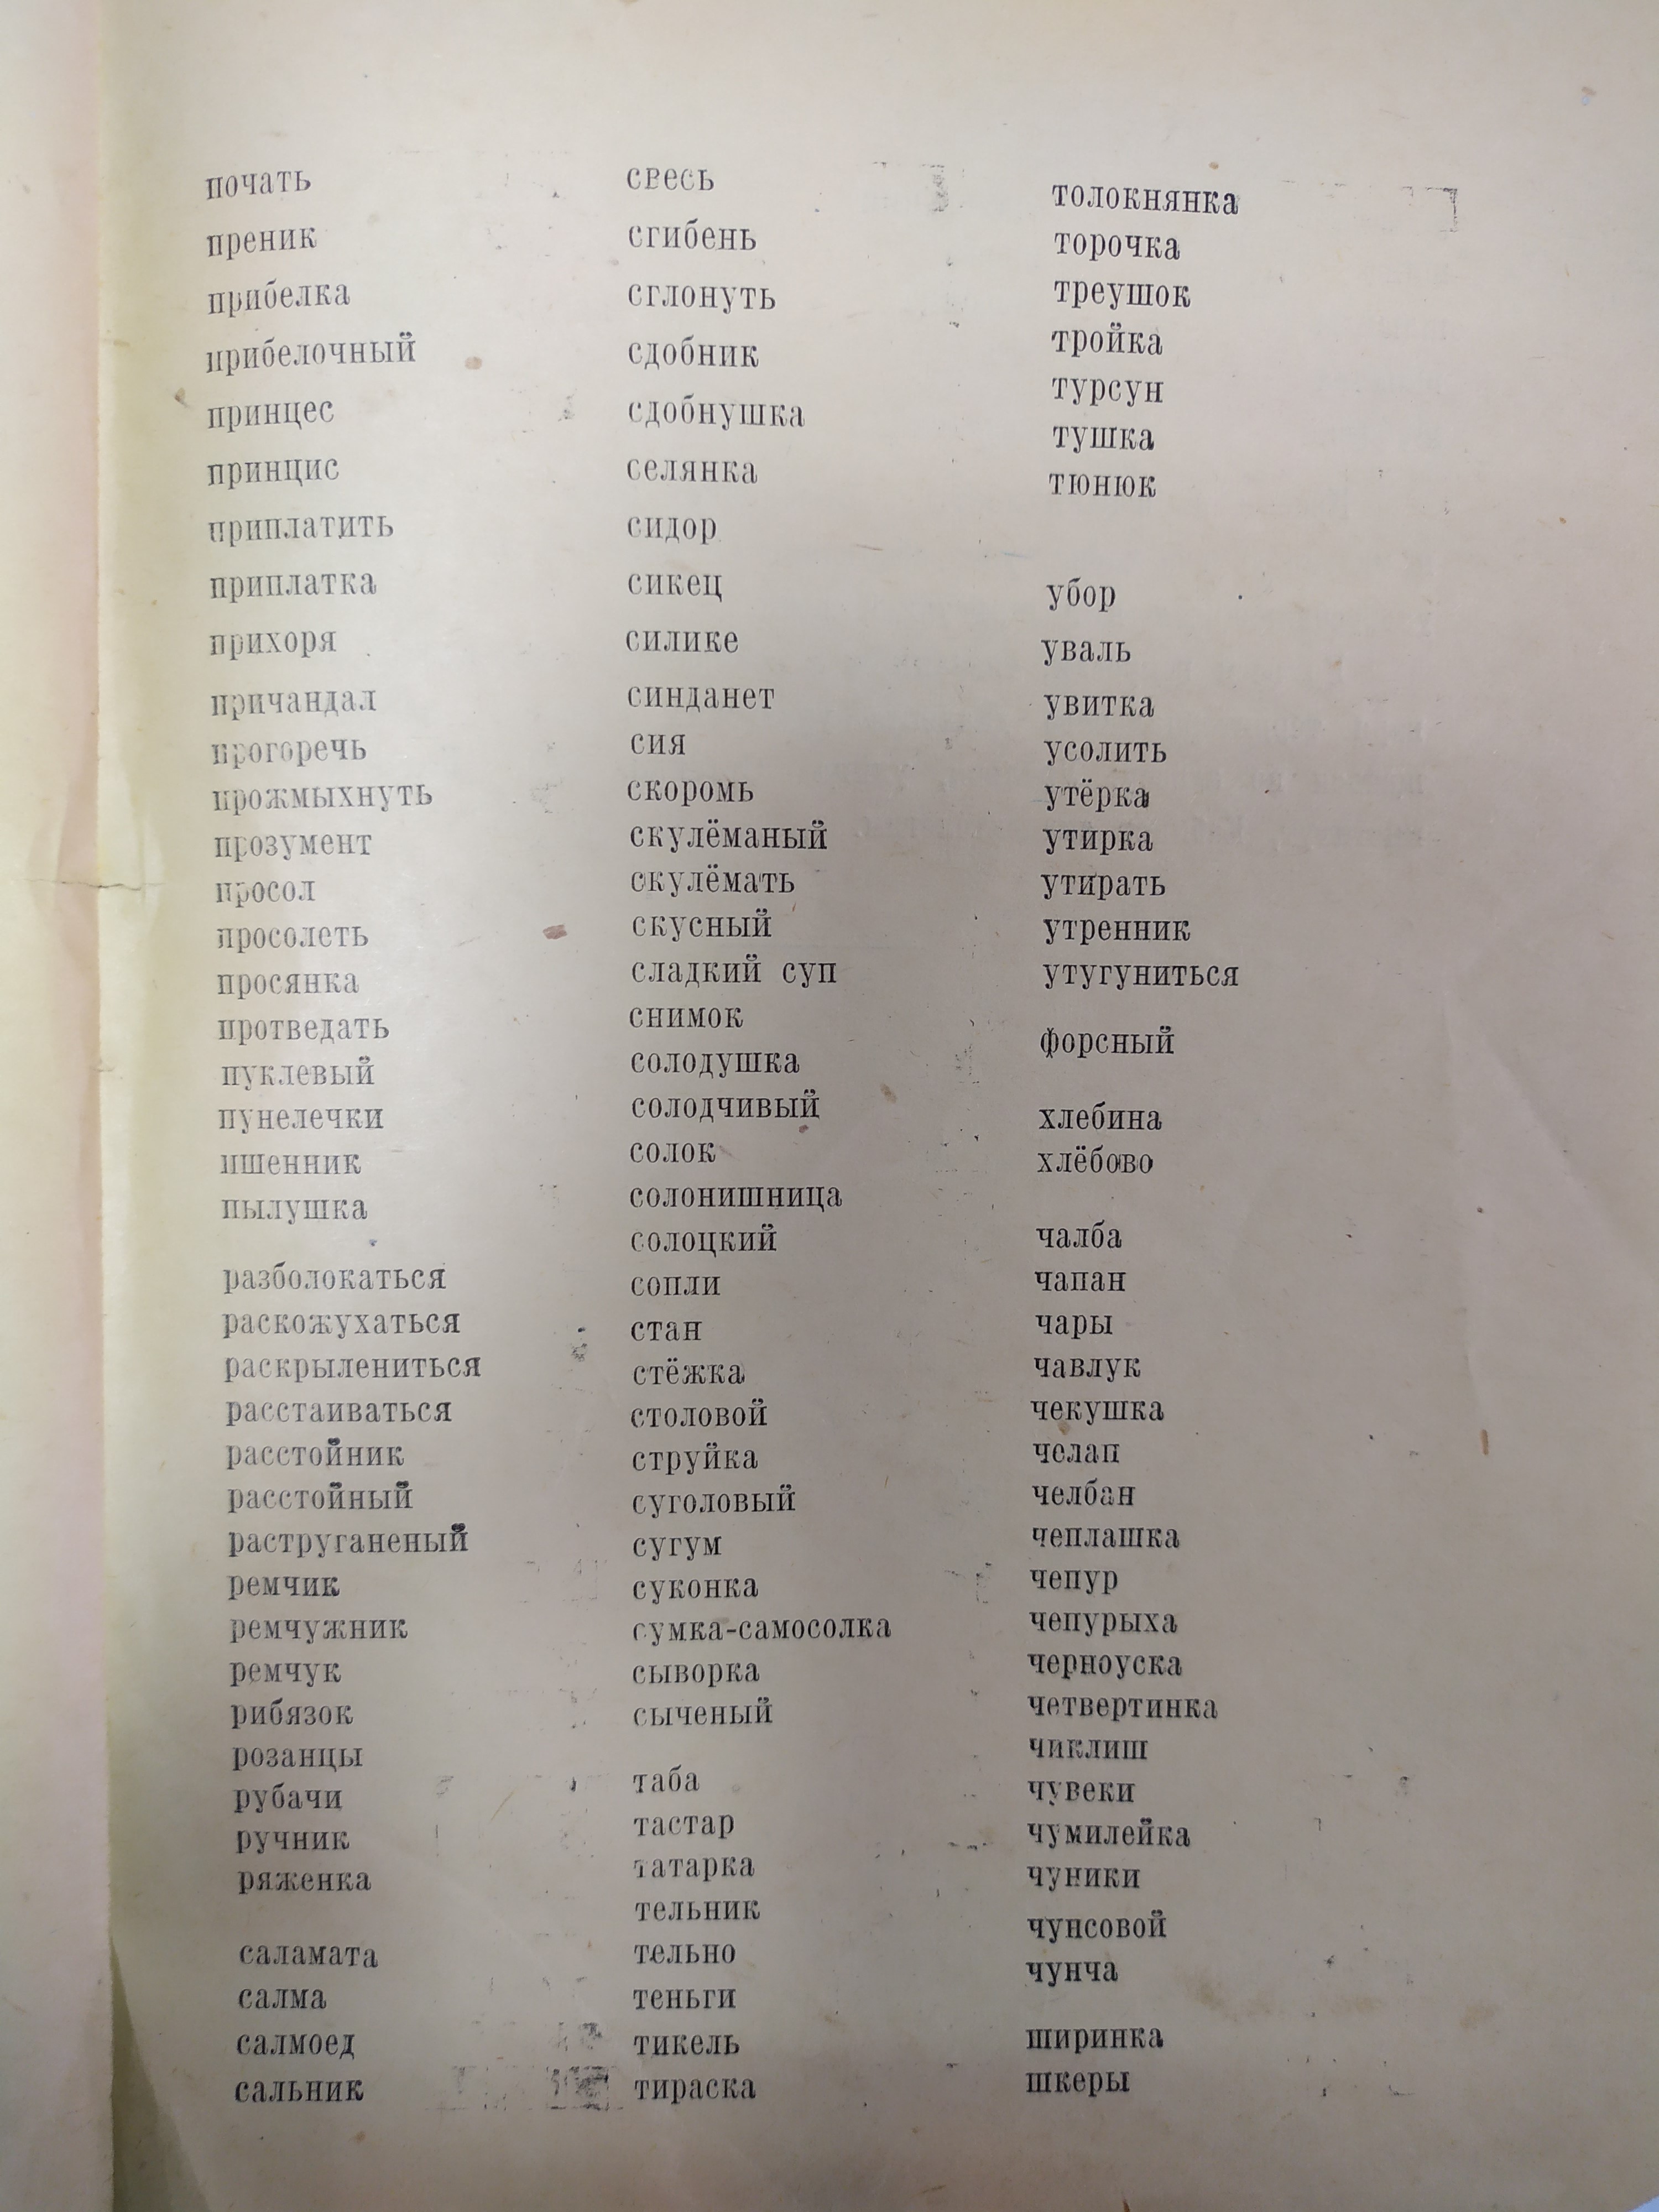 почать
преник
прибелка
прибелочный
принцес
принцис
приплатить
приплатка
прихоря
причандал
прогоречь
прожмыхнуть
прозумент
просол
просолеть
просянка
протведать
пуклевый
пунелечки
пшенник
пылушка
разболокаться
раскожухаться
раскрылениться
расстаиваться
расстойник
расстойный
раструганеный
ремчик
ремчужник
ремчук
рибязок
розанцы
рубачи
ручник
ряженка
саламата
салма
салмоед
сальник
свесь
сгибень
сглонуть
сдобник
сдобнушка
селянка
сидор
сикец
силике
синданет
сия
скоромь
скулёманый
скулёмать
скусный
сладкий суп
снимок
солодушка
солодчивый
солок
солонишница
солоцкий
сопли
стан
стёжка
столовой
струйка
суголовый
сугум
суконка
сумка-самосолка
сыворка
сыченый
таба
тастар
татарка
тельник
тельно
теньги
тикель
тираска
толокнянка
торочка
треушок
тройка
турсун
тушка
тюнюк
убор
уваль
увитка
усолить
утёрка
утирка
утирать
утренник
утугуниться
форсный
хлебина
хлёбово
чалба
чапан
чары
чавлук
чекушка
челап
челбан
чеплашка
чепур
чепурыха
черноуска
четвертинка
чиклиш
чувеки
чумилейка
чуники
чунсовой
чунча
ширинка
шкеры